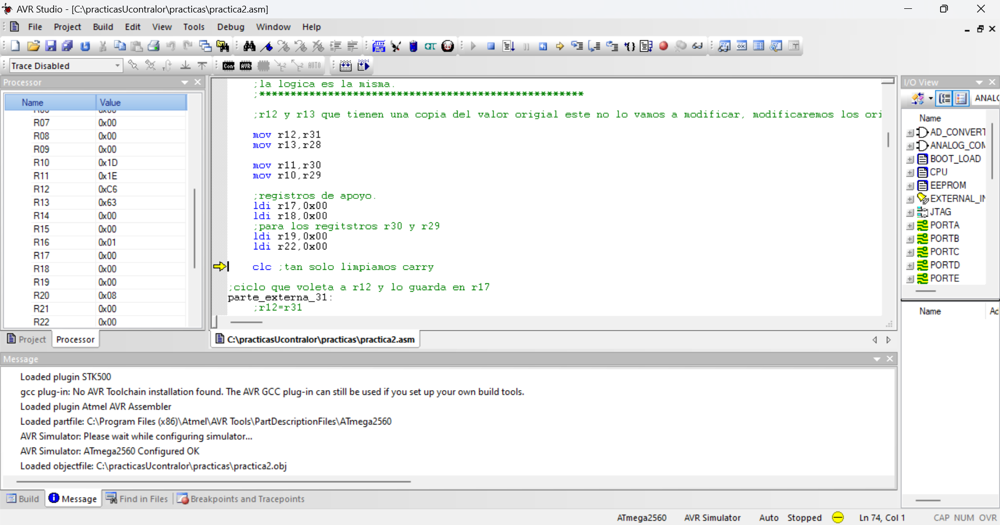 AVR Studio - [C:\practicasUcontralor\practicas\practica2.asm]
File Project Build Edit View Tools Debug Window Help
Trace Disabled
Con AVR AUTO
Processor
Name Value
R07 0x00
R08 0x00
R09 0x00
R10 0x1D
R11 0x1E
R12 0xC6
R13 0x63
R14 0x00
R15 0x00
R16 0x01
R17 0x00
R18 0x00
R19 0x00
R20 0x08
R21 0x00
R22 0x00
Project Processor
;la logica es la misma.
;****************************************************
;r12 y r13 que tienen una copia del valor origial este no lo vamos a modificar, modificaremos los ori
mov r12,r31
mov r13,r28
mov r11,r30
mov r10,r29
;registros de apoyo.
ldi r17,0x00
ldi r18,0x00
;para los regitstros r30 y r29
ldi r19,0x00
ldi r22,0x00
clc ;tan solo limpiamos carry
;ciclo que voleta a r12 y lo guarda en r17
parte_externa_31:
;r12=r31
C:\practicasUcontralor\practicas\practica2.asm
I/O View
ANALO
Name
AD_CONVERT
ANALOG_COM
BOOT_LOAD
CPU
EEPROM
EXTERNAL_IN
JTAG
PORTA
PORTB
PORTC
PORTD
PORTE
Name Ad
Message
Loaded plugin STK500
gcc plug-in: No AVR Toolchain installation found. The AVR GCC plug-in can still be used if you set up your own build tools.
Loaded plugin Atmel AVR Assembler
Loaded partfile: C:\Program Files (x86)\Atmel\AVR Tools\PartDescriptionFiles\ATmega2560
AVR Simulator: Please wait while configuring simulator...
AVR Simulator: ATmega2560 Configured OK
Loaded objectfile: C:\practicasUcontralor\practicas\practica2.obj
Build Message Find in Files Breakpoints and Tracepoints
ATmega2560 AVR Simulator Auto Stopped Ln 74, Col 1 CAP NUM OVR